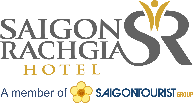 SAIGON
RACHGIA SR
HOTEL
A member of SAIGONTOURIST GROUP